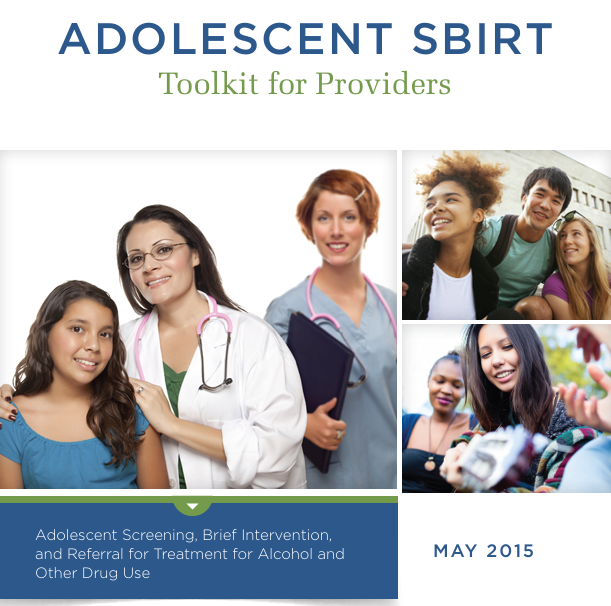 ADOLESCENT SBIRT
Toolkit for Providers
Adolescent Screening, Brief Intervention,
and Referral for Treatment for Alcohol and
Other Drug Use
MAY 2015